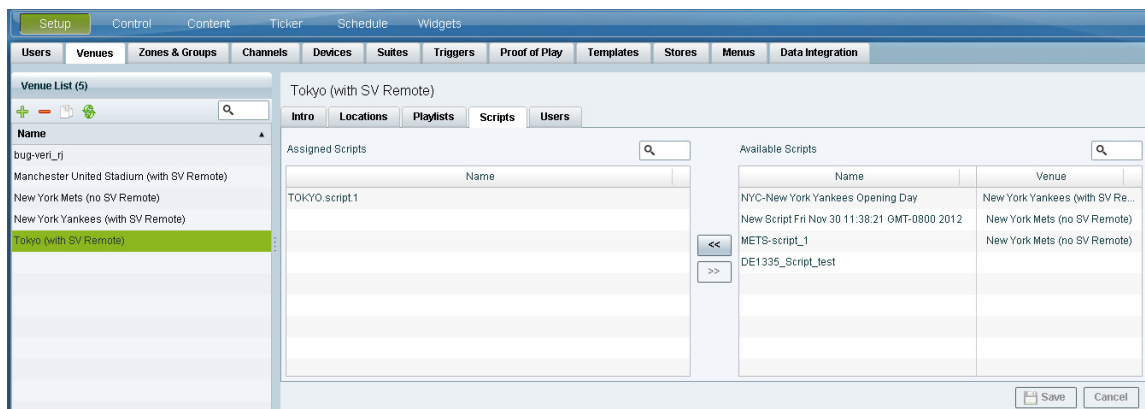 Setup Control Content Ticker Schedule Widgets
Users Venues Zones & Groups Channels Devices Suites Triggers Proof of Play Templates Stores Menus Data Integration
Venue List (5)
Name
bug-veri_rj
Manchester United Stadium (with SV Remote)
New York Mets (no SV Remote)
New York Yankees (with SV Remote)
Tokyo (with SV Remote)
Tokyo (with SV Remote)
Intro Locations Playlists Scripts Users
Assigned Scripts
Name
TOKYO.script.1
<<
>>
Available Scripts
Name Venue
NYC-New York Yankees Opening Day New York Yankees (with SV Re...
New Script Fri Nov 30 11:38:21 GMT-0800 2012 New York Mets (no SV Remote)
METS-script_1 New York Mets (no SV Remote)
DE1335_Script_test
Save Cancel